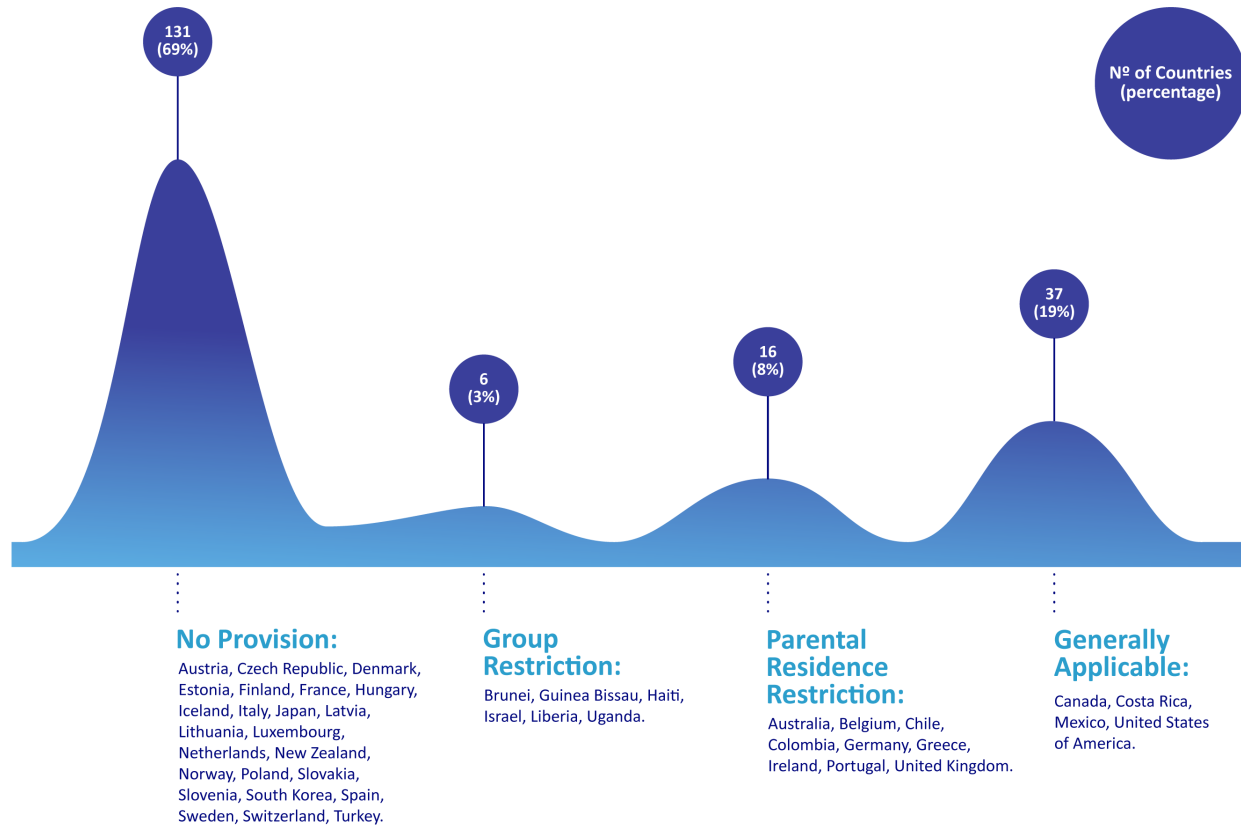 131
(69%)
Nº of Countries
(percentage)
37
(19%)
16
(8%)
6
(3%)
No Provision:
Austria, Czech Republic, Denmark,
Estonia, Finland, France, Hungary,
Iceland, Italy, Japan, Latvia,
Lithuania, Luxembourg,
Netherlands, New Zealand,
Norway, Poland, Slovakia,
Slovenia, South Korea, Spain,
Sweden, Switzerland, Turkey.
Group
Restriction:
Brunei, Guinea Bissau, Haiti,
Israel, Liberia, Uganda.
Parental
Residence
Restriction:
Australia, Belgium, Chile,
Colombia, Germany, Greece,
Ireland, Portugal, United Kingdom.
Generally
Applicable:
Canada, Costa Rica,
Mexico, United States
of America.